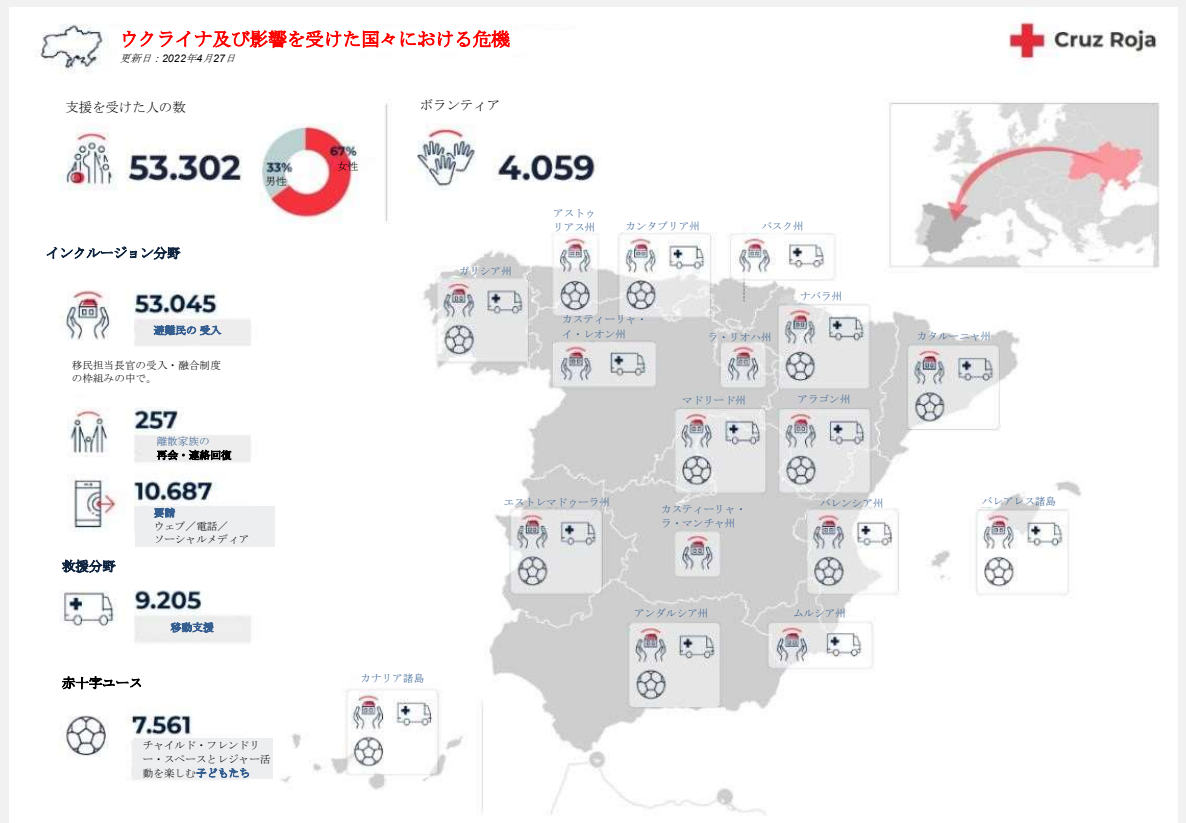 ウクライナ及び影響を受けた国々における危機
更新日：2022年4月27日
Cruz Roja
支援を受けた人の数
53.302
67%
女性
33%
男性
ボランティア
4.059
インクルージョン分野
53.045
避難民の 受入
移民担当長官の受入・融合制度
の枠組みの中で。
257
離散家族の
再会・連絡回復
10.687
要請
ウェブ／電話／
ソーシャルメディア
救援分野
9.205
移動支援
赤十字ユース
7.561
チャイルド・フレンドリ
ー・スペースとレジャー活
動を楽しむ子どもたち
アストゥ
リアス州
カンタブリア州
バスク州
ガリシア州
ナバラ州
カスティーリャ・
イ・レオン州
ラ・リオハ州
カタルーニャ州
マドリード州
アラゴン州
エストレマドゥーラ州
カスティーリャ・
ラ・マンチャ州
バレンシア州
バレアレス諸島
アンダルシア州
ムルシア州
カナリア諸島